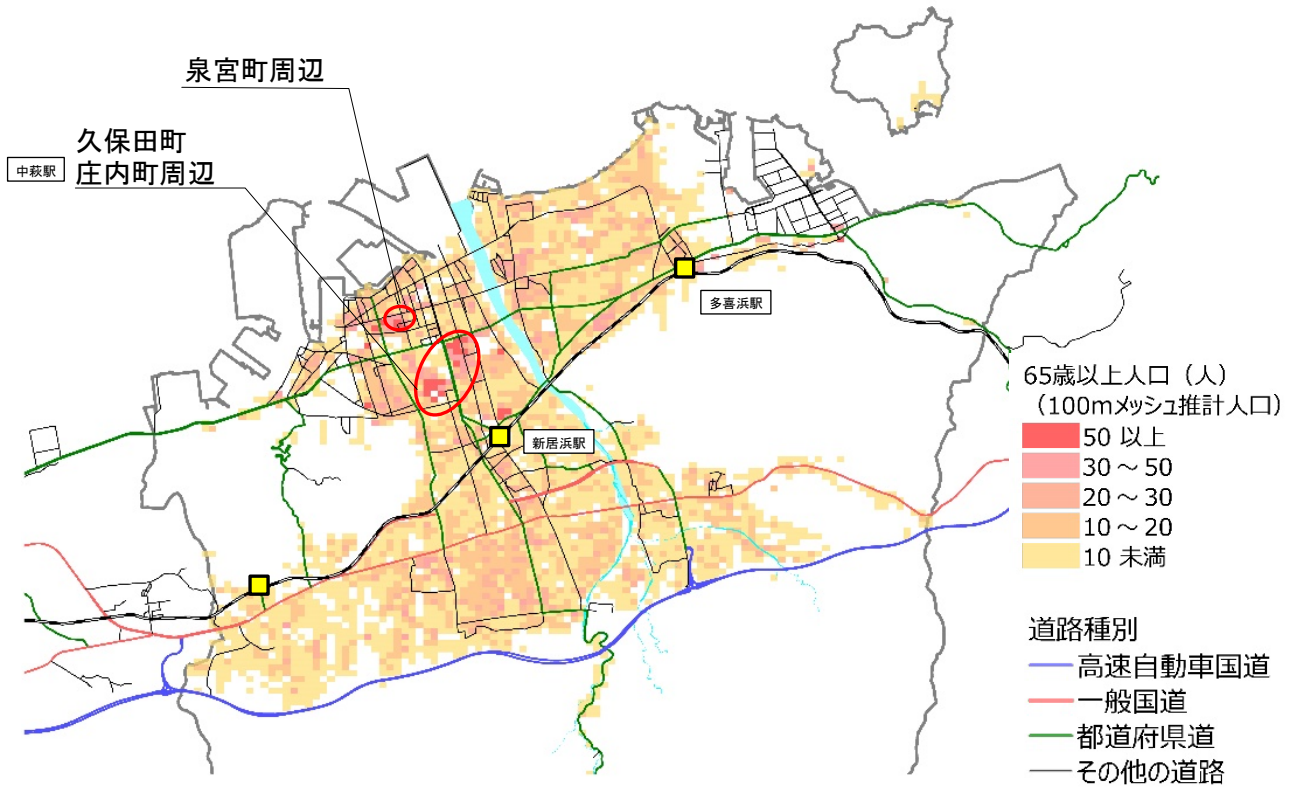 泉宮町周辺
久保田町
庄内町周辺
中萩駅
多喜浜駅
新居浜駅
65歳以上人口（人）
（100mメッシュ推計人口）
50 以上
30 ～ 50
20 ～ 30
10 ～ 20
10 未満
道路種別
高速自動車国道
一般国道
都道府県道
その他の道路